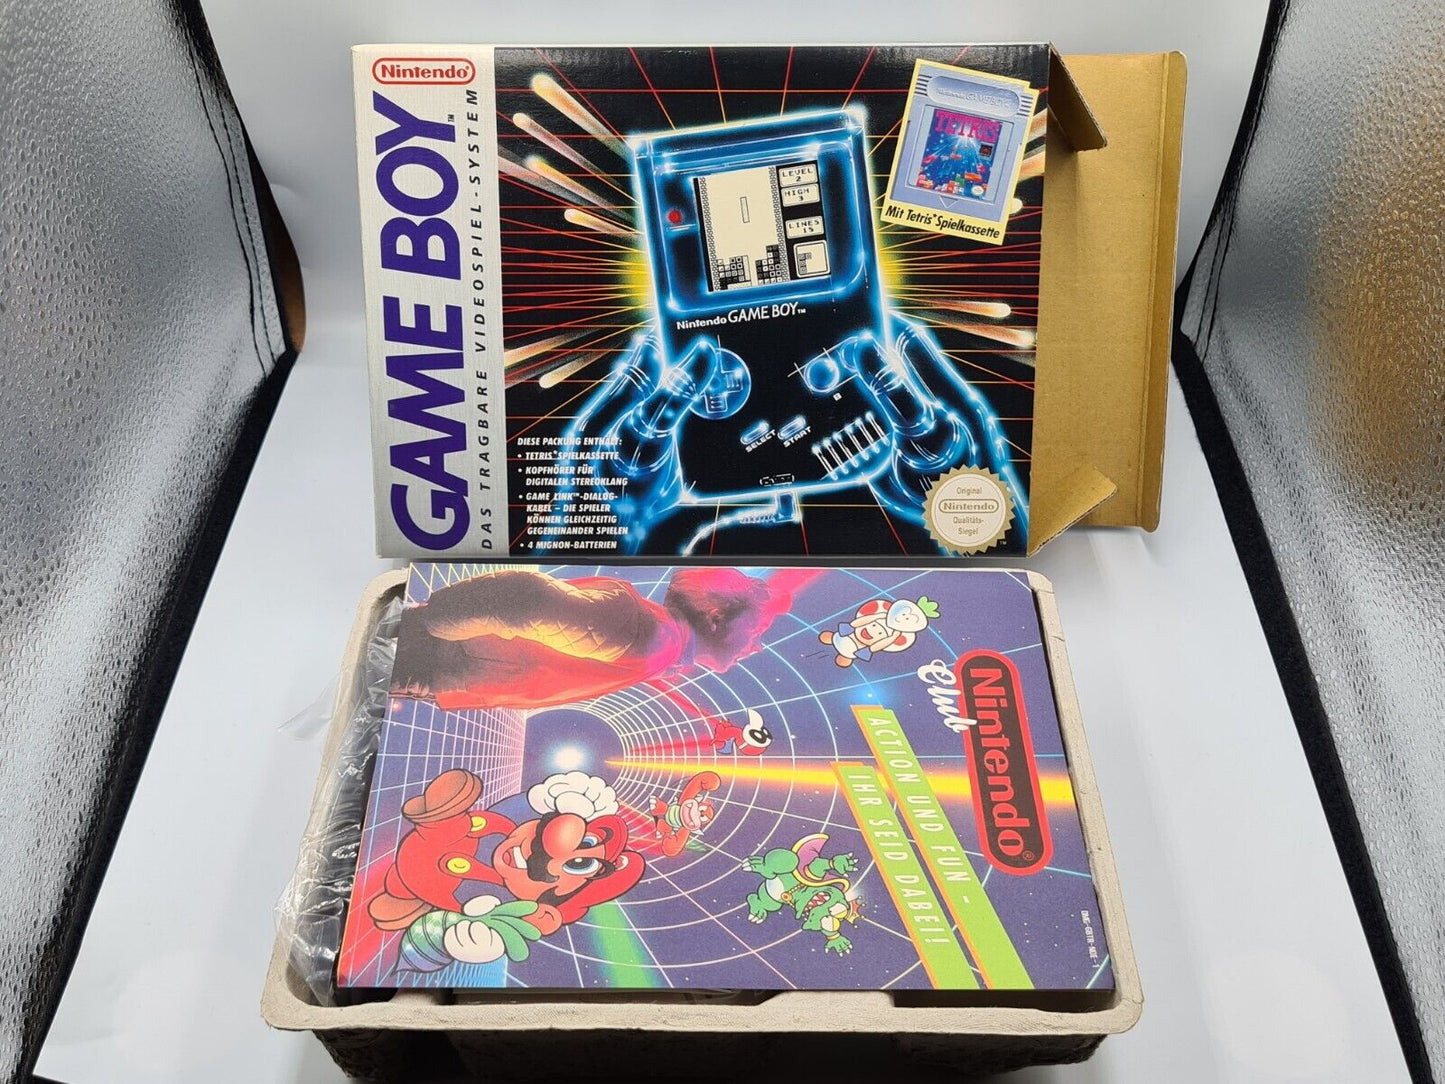 Nintendo
GAME BOY™
DAS TRAGBARE VIDEOSPIEL-SYSTEM
TETRIS
Mit Tetris® Spielkassette
LEVEL
2
HIGH
3
LINES
15
Nintendo GAME BOY™
B
SELECT
START
DIESE PACKUNG ENTHÄLT:
• TETRIS® SPIELKASSETTE
• KOPFHÖRER FÜR
DIGITALEN STEREOKLANG
• GAME LINK™-DIALOG-
KABEL – DIE SPIELER
KÖNNEN GLEICHZEITIG
GEGENEINANDER SPIELEN
• 4 MIGNON-BATTERIEN
Original
Nintendo
Qualitäts-
Siegel
™
Nintendo®
Club
ACTION UND FUN –
IHR SEID DABEI!
8